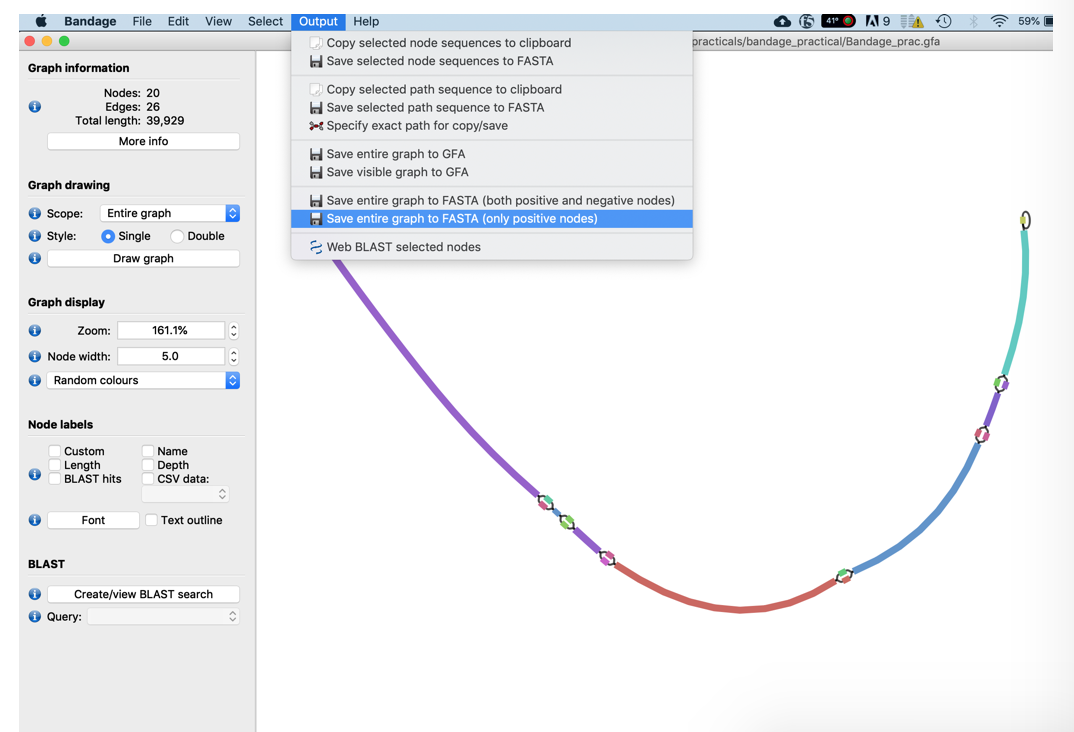 Bandage File Edit View Select Output Help 41° 9 59%
practicals/bandage_practical/Bandage_prac.gfa
Graph information
Nodes: 20
Edges: 26
Total length: 39,929
More info
Graph drawing
Scope: Entire graph
Style: Single Double
Draw graph
Graph display
Zoom: 161.1%
Node width: 5.0
Random colours
Node labels
Custom Name
Length Depth
BLAST hits CSV data:
Font Text outline
BLAST
Create/view BLAST search
Query:
Copy selected node sequences to clipboard
Save selected node sequences to FASTA
Copy selected path sequence to clipboard
Save selected path sequence to FASTA
Specify exact path for copy/save
Save entire graph to GFA
Save visible graph to GFA
Save entire graph to FASTA (both positive and negative nodes)
Save entire graph to FASTA (only positive nodes)
Web BLAST selected nodes